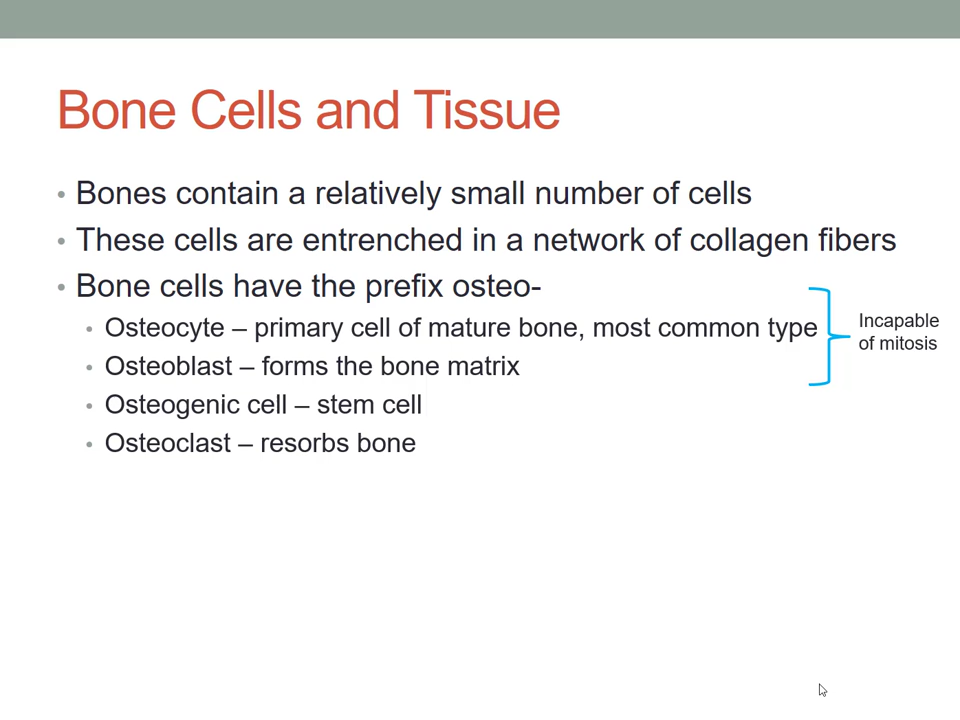 Bone Cells and Tissue
• Bones contain a relatively small number of cells
• These cells are entrenched in a network of collagen fibers
• Bone cells have the prefix osteo-
• Osteocyte – primary cell of mature bone, most common type
• Osteoblast – forms the bone matrix
• Osteogenic cell – stem cell
• Osteoclast – resorbs bone
Incapable
of mitosis